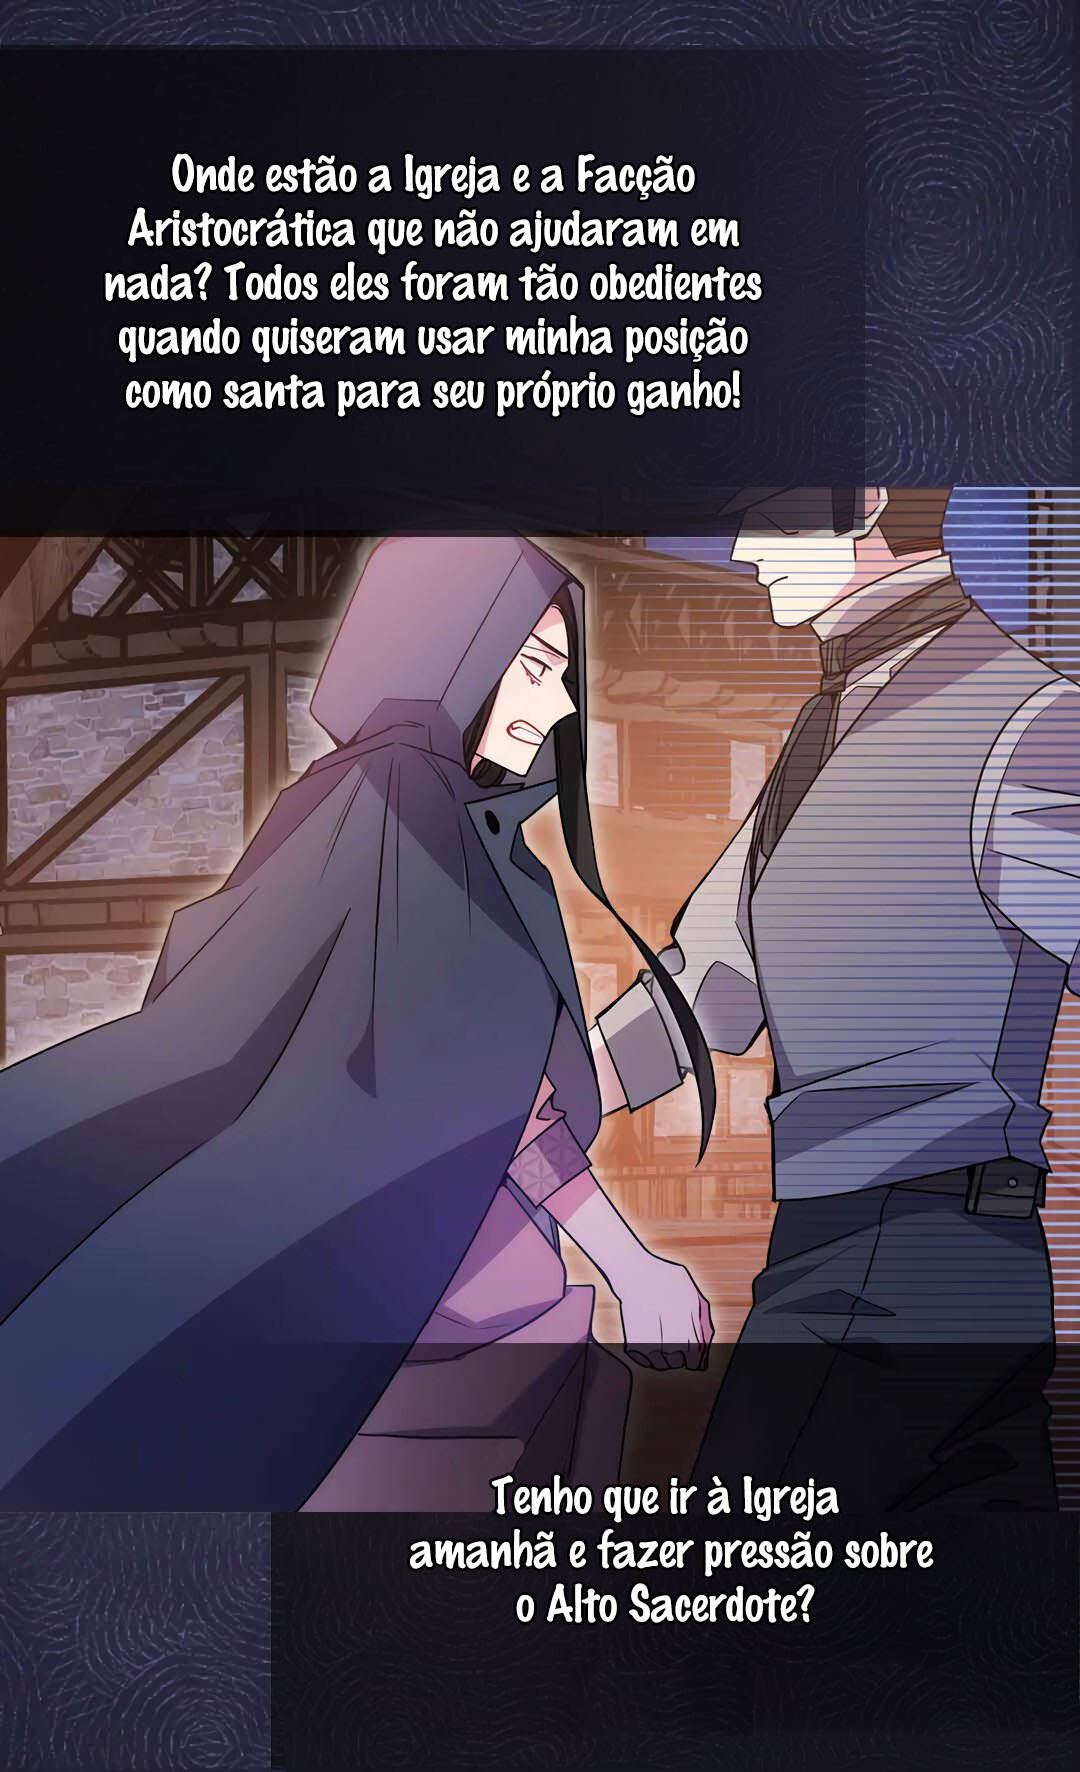 Onde estão a Igreja e a Facção
Aristocrática que não ajudaram em
nada? Todos eles foram tão obedientes
quando quiseram usar minha posição
como santa para seu próprio ganho!
Tenho que ir à Igreja
amanhã e fazer pressão sobre
o Alto Sacerdote?